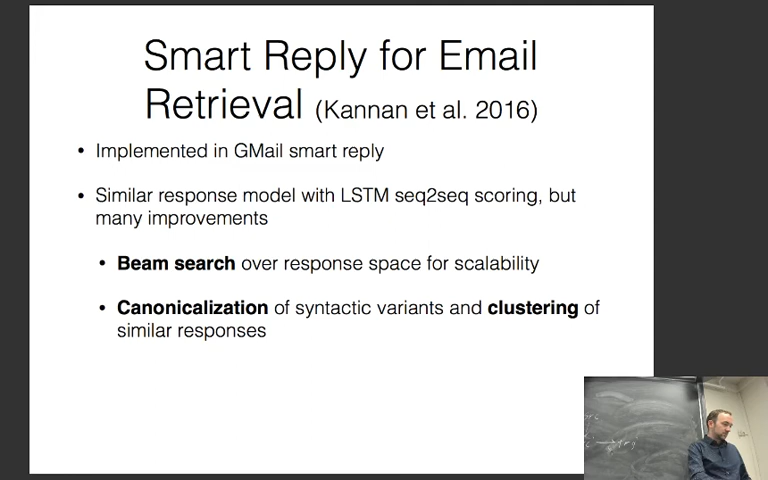 Smart Reply for Email
Retrieval (Kannan et al. 2016)
• Implemented in GMail smart reply
• Similar response model with LSTM seq2seq scoring, but
many improvements
• Beam search over response space for scalability
• Canonicalization of syntactic variants and clustering of
similar responses